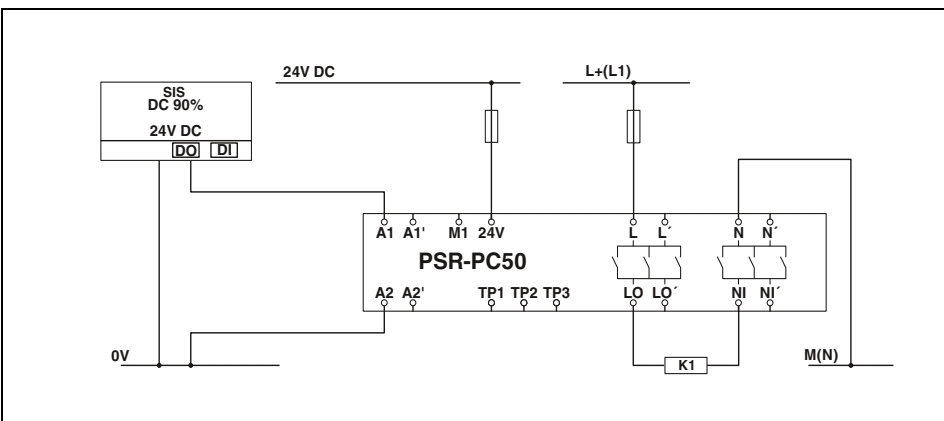 24V DC
L+(L1)
SIS
DC 90%
24V DC
DO DI
A1 A1' M1 24V L L´ N N´
PSR-PC50
A2 A2' TP1 TP2 TP3 LO LO´ NI NI´
0V
K1
M(N)